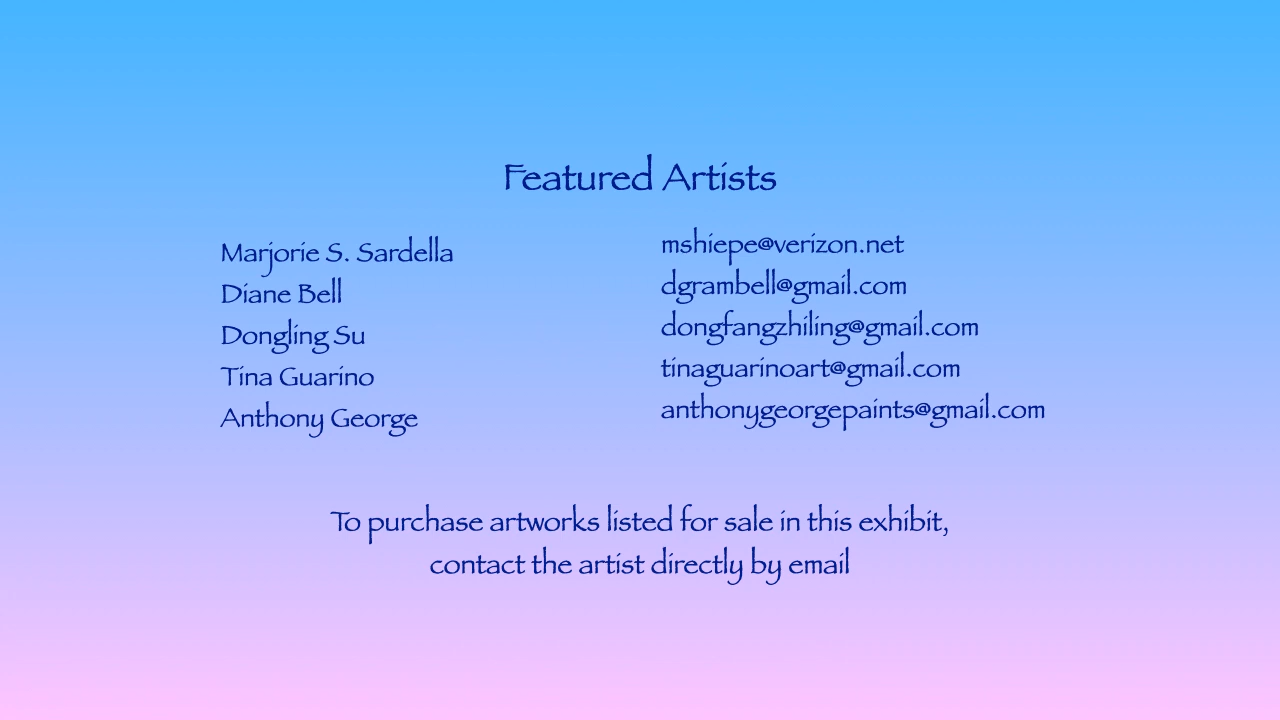 Featured Artists
Marjorie S. Sardella mshiepe@verizon.net
Diane Bell dgrambell@gmail.com
Dongling Su dongfangzhiling@gmail.com
Tina Guarino tinaguarinoart@gmail.com
Anthony George anthonygeorgepaints@gmail.com
To purchase artworks listed for sale in this exhibit,
contact the artist directly by email